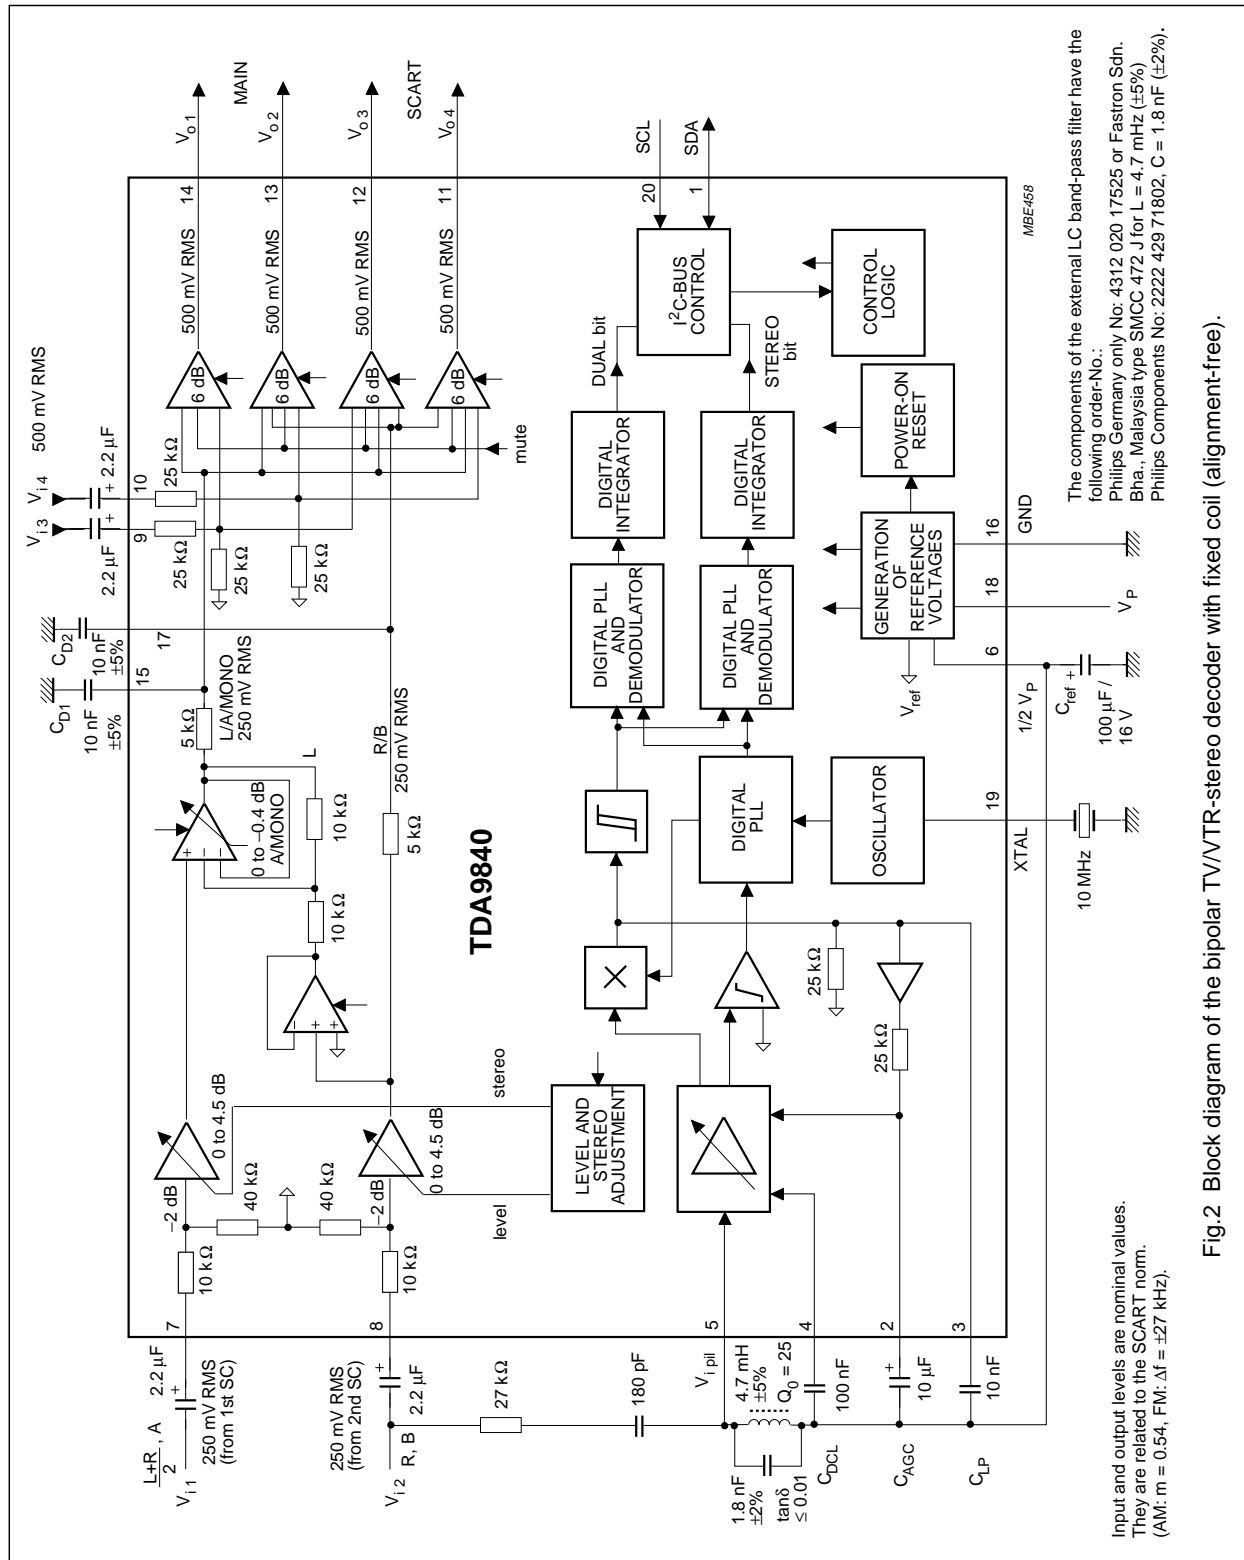 V i 3
V i 4
500 mV RMS
2.2 µF
+
+
2.2 µF
9
10
25 kΩ
25 kΩ
25 kΩ
25 kΩ
C D1
10 nF
±5%
15
C D2
10 nF
±5%
17
V o 1
MAIN
V o 2
V o 3
SCART
V o 4
14
13
12
11
500 mV RMS
500 mV RMS
500 mV RMS
500 mV RMS
6 dB
6 dB
6 dB
6 dB
mute
L+R
2
, A
V i 1
2.2 µF
+
250 mV RMS
(from 1st SC)
7
10 kΩ
–2 dB
0 to 4.5 dB
40 kΩ
40 kΩ
–2 dB
0 to 4.5 dB
10 kΩ
8
250 mV RMS
(from 2nd SC)
+
2.2 µF
V i 2
R, B
+
–
–
0 to –0.4 dB
A/MONO
5 kΩ
L/A/MONO
250 mV RMS
L
10 kΩ
10 kΩ
–
+
+
R/B
250 mV RMS
5 kΩ
stereo
level
TDA9840
LEVEL AND
STEREO
ADJUSTMENT
27 kΩ
180 pF
V i pil
5
4.7 mH
±5%
Q0 = 25
1.8 nF
±2%
tanδ
≤ 0.01
C DCL
100 nF
4
C AGC
+
10 µF
2
C LP
10 nF
3
25 kΩ
25 kΩ
DIGITAL
PLL
OSCILLATOR
XTAL
19
10 MHz
DIGITAL PLL
AND
DEMODULATOR
DIGITAL PLL
AND
DEMODULATOR
DIGITAL
INTEGRATOR
DIGITAL
INTEGRATOR
DUAL bit
STEREO
bit
I2C-BUS
CONTROL
20
SCL
1
SDA
CONTROL
LOGIC
POWER-ON
RESET
GENERATION
OF
REFERENCE
VOLTAGES
V ref
6
18
16
1/2 VP
VP
GND
C ref
+
100 µF /
16 V
MBE458
The components of the external LC band-pass filter have the
following order-No.:
Philips Germany only No: 4312 020 17525 or Fastron Sdn.
Bha., Malaysia type SMCC 472 J for L = 4.7 mHz (±5%)
Philips Components No: 2222 429 71802, C = 1.8 nF (±2%).
Input and output levels are nominal values.
They are related to the SCART norm.
(AM: m = 0.54, FM: Δf = ±27 kHz).
Fig.2 Block diagram of the bipolar TV/VTR-stereo decoder with fixed coil (alignment-free).